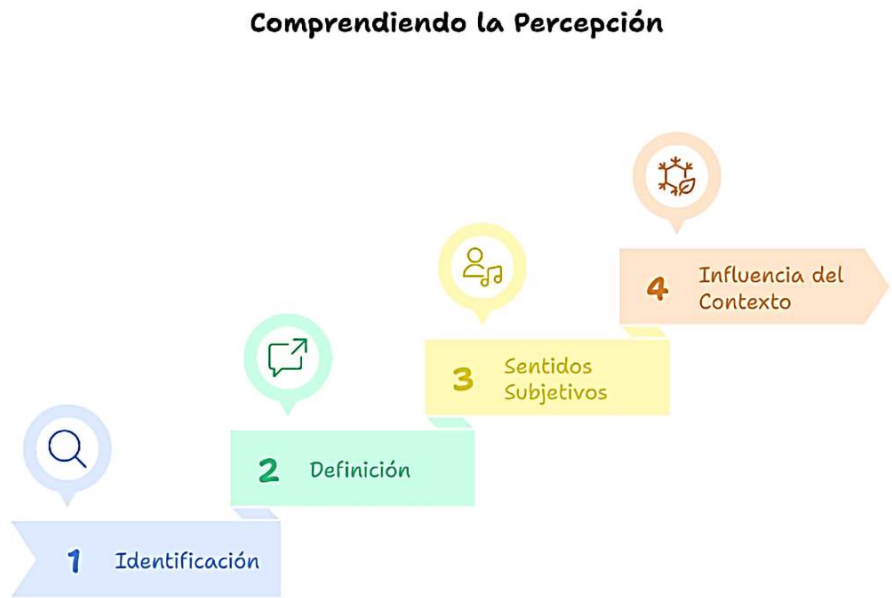 Comprendiendo la Percepción
1 Identificación
2 Definición
3 Sentidos
Subjetivos
4 Influencia del
Contexto